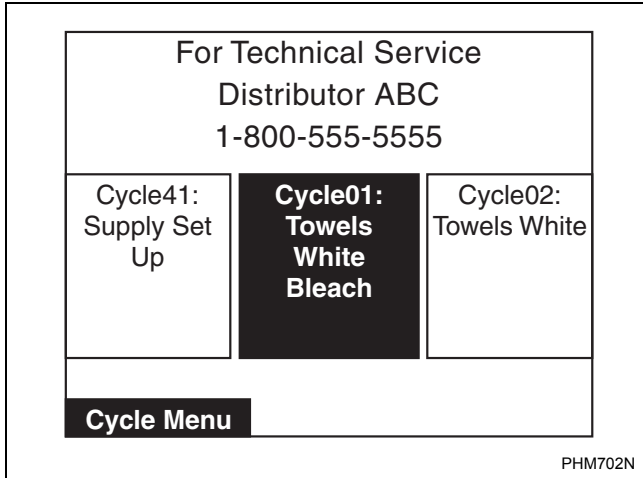 For Technical Service
Distributor ABC
1-800-555-5555
Cycle41:
Supply Set
Up
Cycle01:
Towels
White
Bleach
Cycle02:
Towels White
Cycle Menu
PHM702N